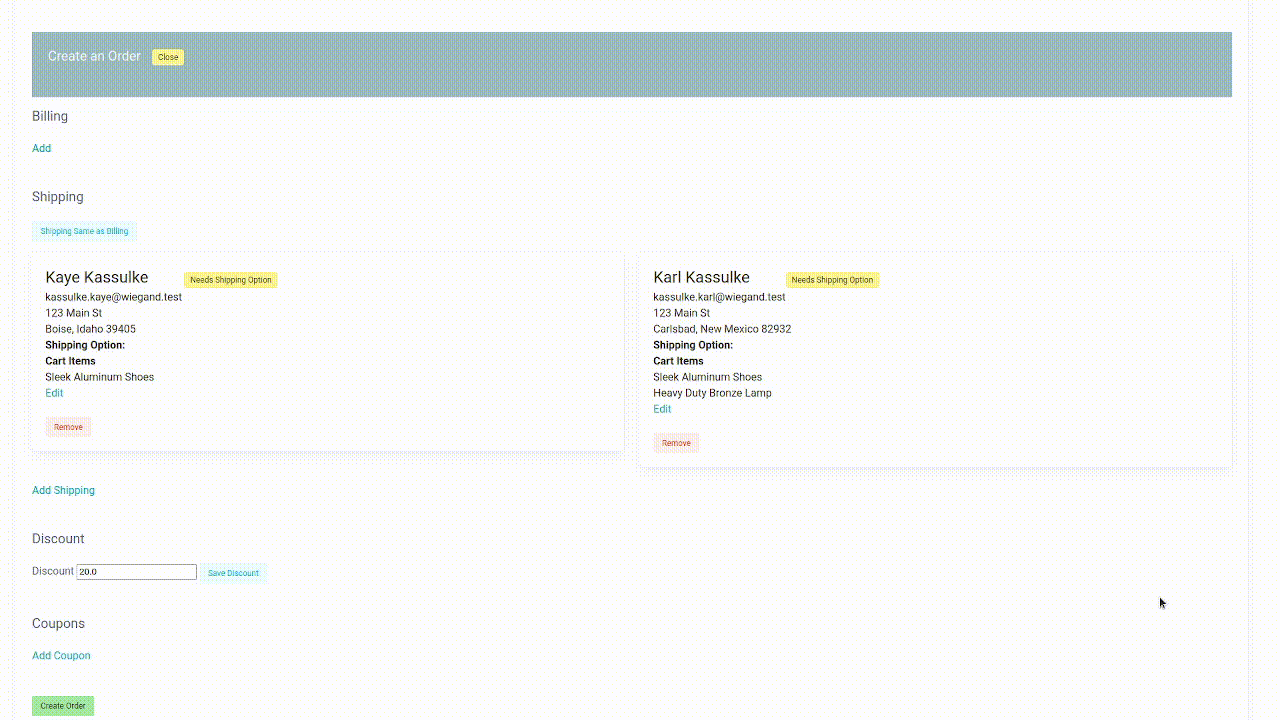 Create an Order Close
Billing
Add
Shipping
Shipping Same as Billing
Kaye Kassulke Needs Shipping Option
kassulke.kaye@wiegand.test
123 Main St
Boise, Idaho 39405
Shipping Option:
Cart Items
Sleek Aluminum Shoes
Edit
Remove
Karl Kassulke Needs Shipping Option
kassulke.karl@wiegand.test
123 Main St
Carlsbad, New Mexico 82932
Shipping Option:
Cart Items
Sleek Aluminum Shoes
Heavy Duty Bronze Lamp
Edit
Remove
Add Shipping
Discount
Discount 20.0 Save Discount
Coupons
Add Coupon
Create Order